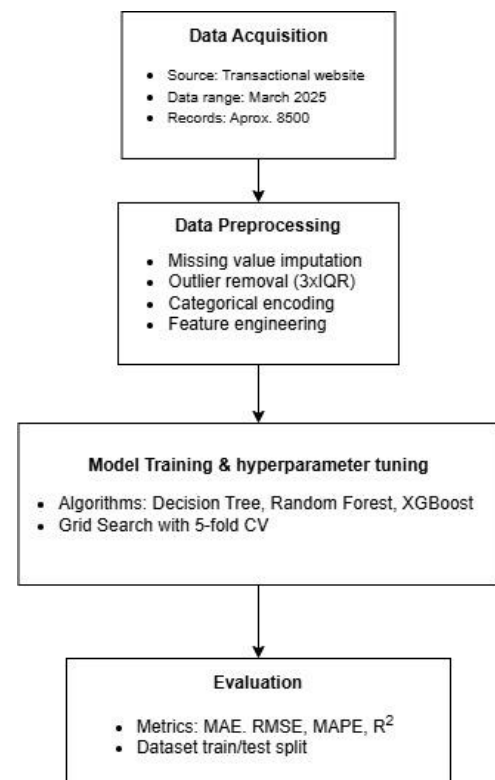 Data Acquisition
• Source: Transactional website
• Data range: March 2025
• Records: Aprox. 8500
Data Preprocessing
• Missing value imputation
• Outlier removal (3xIQR)
• Categorical encoding
• Feature engineering
Model Training & hyperparameter tuning
• Algorithms: Decision Tree, Random Forest, XGBoost
• Grid Search with 5-fold CV
Evaluation
• Metrics: MAE. RMSE, MAPE, R²
• Dataset train/test split